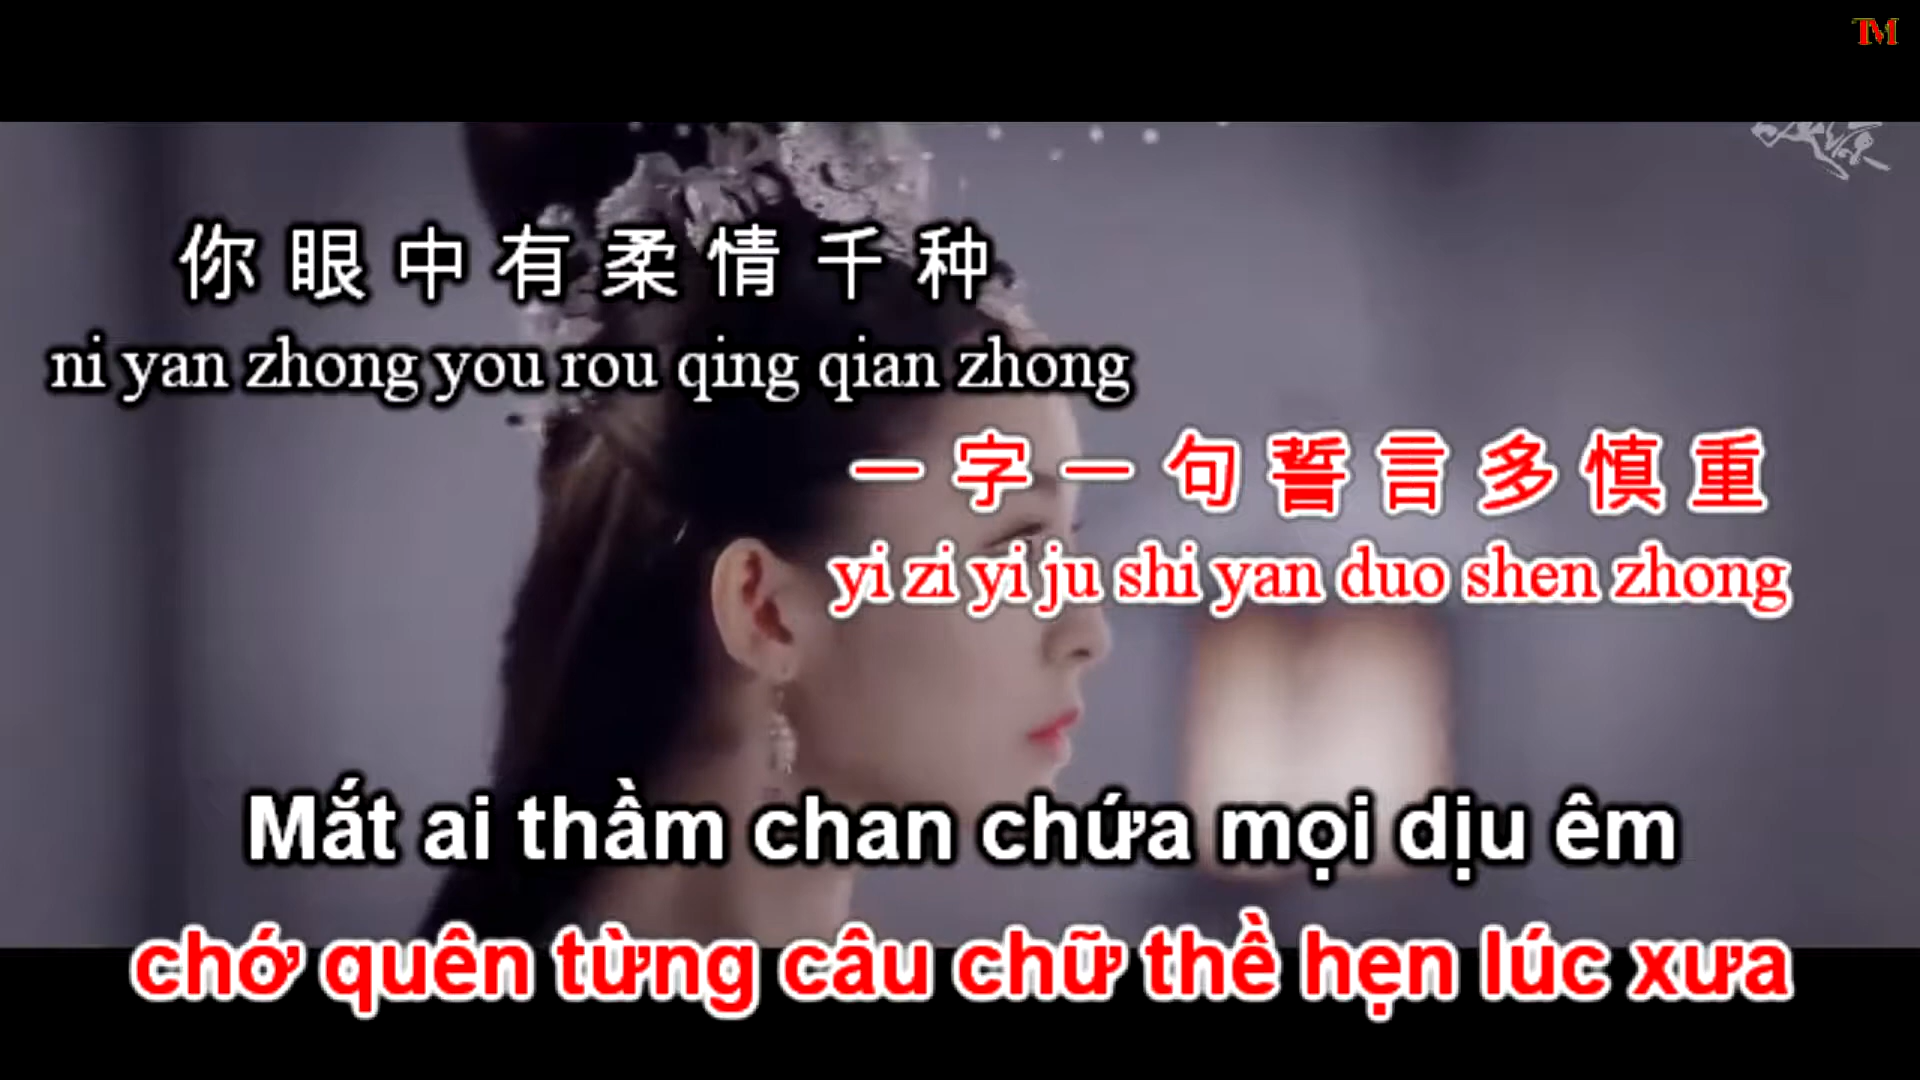 TM
你眼中有柔情千种
ni yan zhong you rou qing qian zhong
一字一句誓言多慎重
yi zi yi ju shi yan duo shen zhong
Mắt ai thầm chan chứa mọi dịu êm
chớ quên từng câu chữ thề hẹn lúc xưa